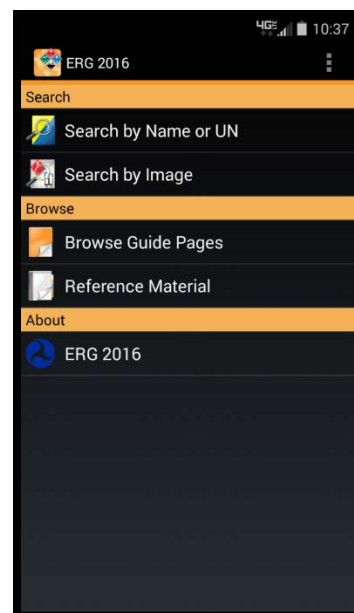 4G 10:37
ERG 2016
Search
Search by Name or UN
Search by Image
Browse
Browse Guide Pages
Reference Material
About
ERG 2016